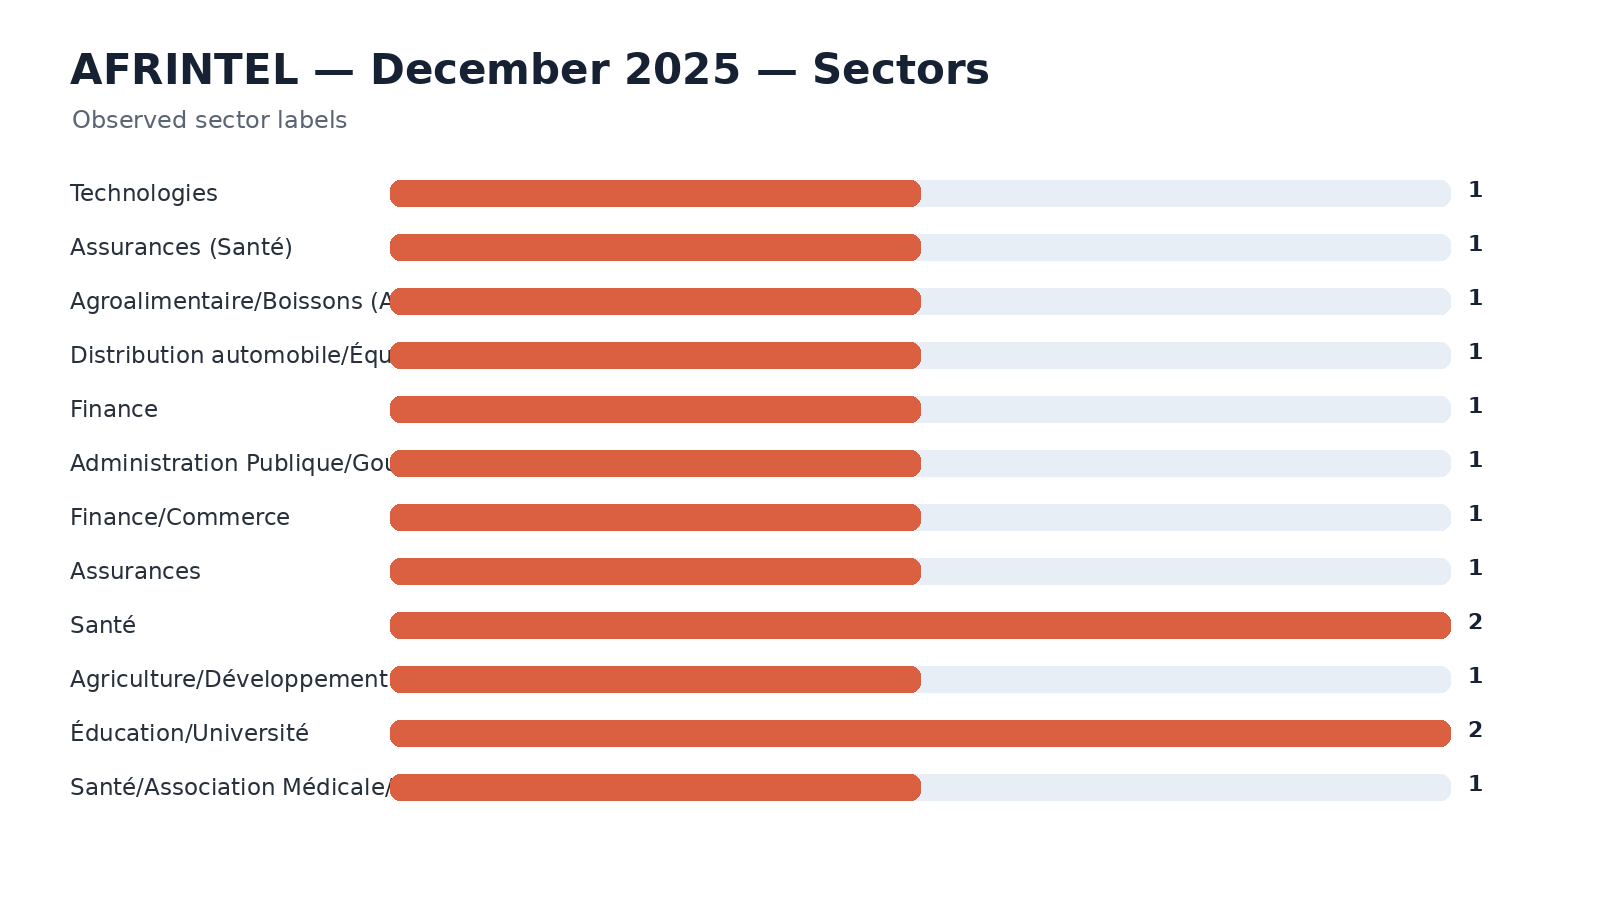 AFRINTEL — December 2025 — Sectors
Observed sector labels
Technologies 1
Assurances (Santé) 1
Agroalimentaire/Boissons (A 1
Distribution automobile/Équ 1
Finance 1
Administration Publique/Gou 1
Finance/Commerce 1
Assurances 1
Santé 2
Agriculture/Développement 1
Éducation/Université 2
Santé/Association Médicale/ 1